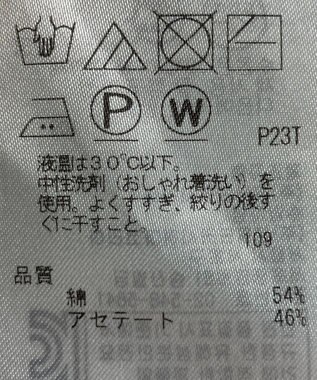 P W
P23T
液温は30℃以下。
中性洗剤（おしゃれ着洗い）を
使用。よくすすぎ、絞りの後す
ぐに干すこと。
109
品質
綿 54%
アセテート 46%